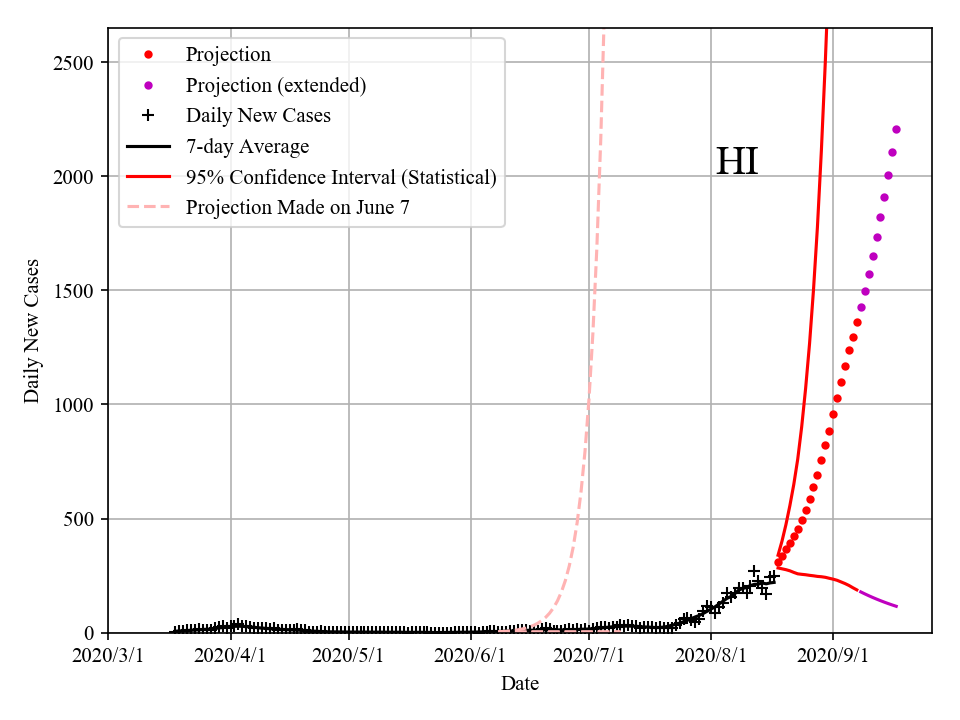 2500
2000
1500
1000
500
0
Daily New Cases
Projection
Projection (extended)
Daily New Cases
7-day Average
95% Confidence Interval (Statistical)
Projection Made on June 7
HI
2020/3/1 2020/4/1 2020/5/1 2020/6/1 2020/7/1 2020/8/1 2020/9/1
Date